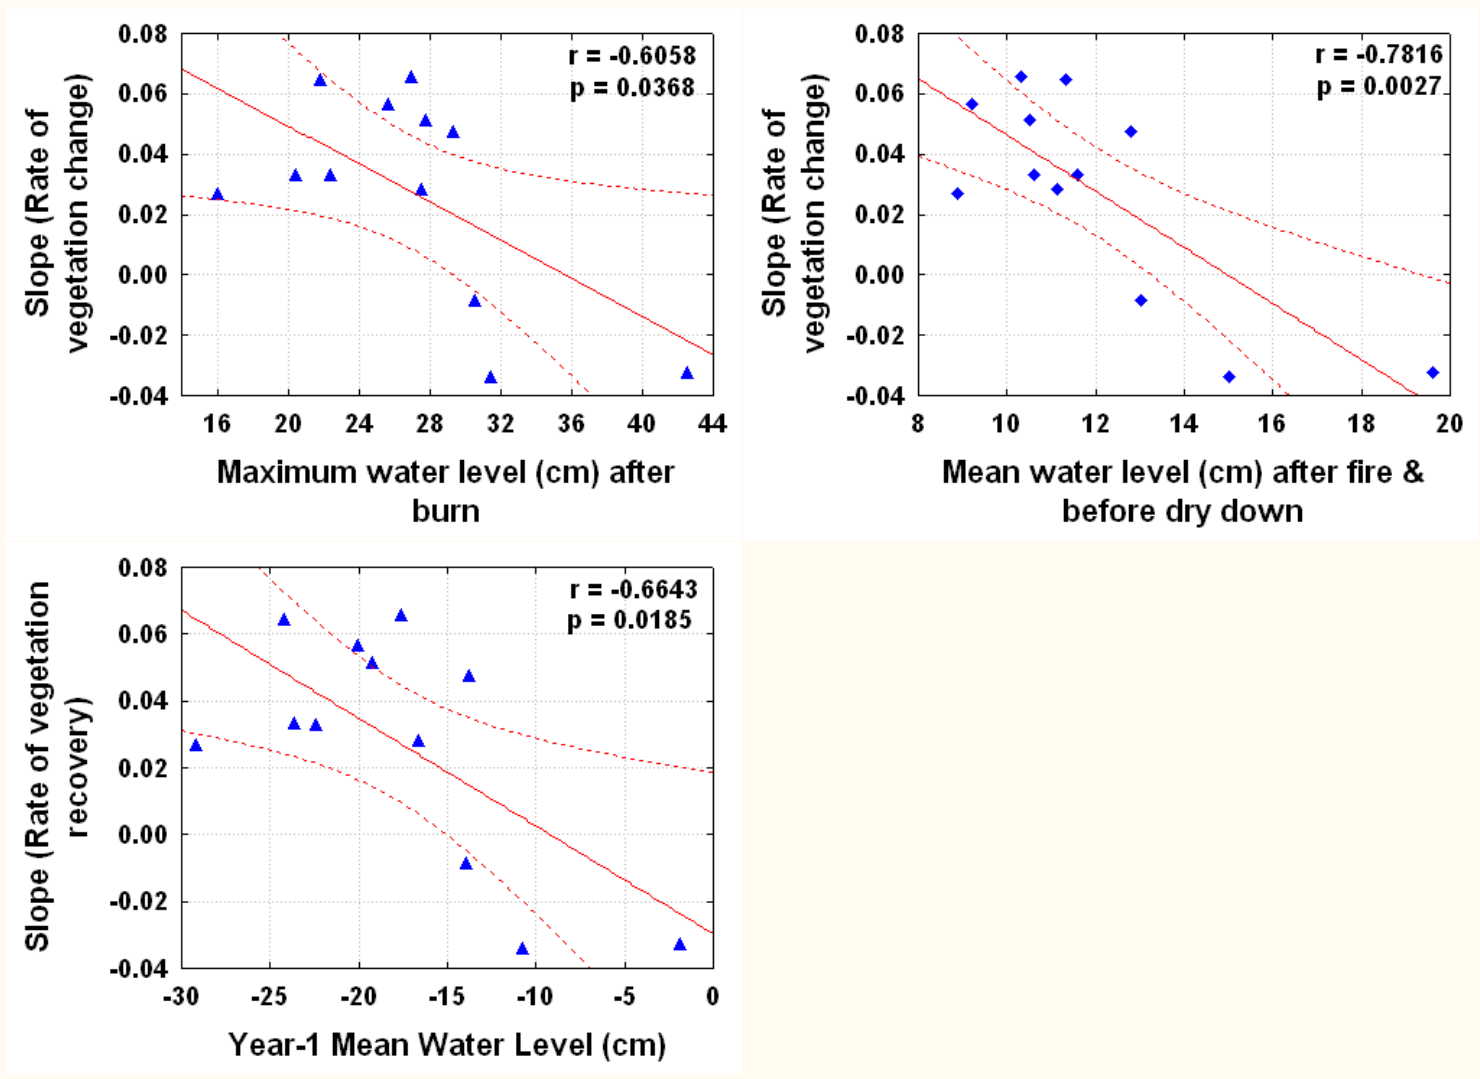 Slope (Rate of
vegetation change)
0.08
0.06
0.04
0.02
0.00
-0.02
-0.04
r = -0.6058
p = 0.0368
16 20 24 28 32 36 40 44
Maximum water level (cm) after
burn
Slope (Rate of
vegetation change)
0.08
0.06
0.04
0.02
0.00
-0.02
-0.04
r = -0.7816
p = 0.0027
8 10 12 14 16 18 20
Mean water level (cm) after fire &
before dry down
Slope (Rate of vegetation
recovery)
0.08
0.06
0.04
0.02
0.00
-0.02
-0.04
r = -0.6643
p = 0.0185
-30 -25 -20 -15 -10 -5 0
Year-1 Mean Water Level (cm)